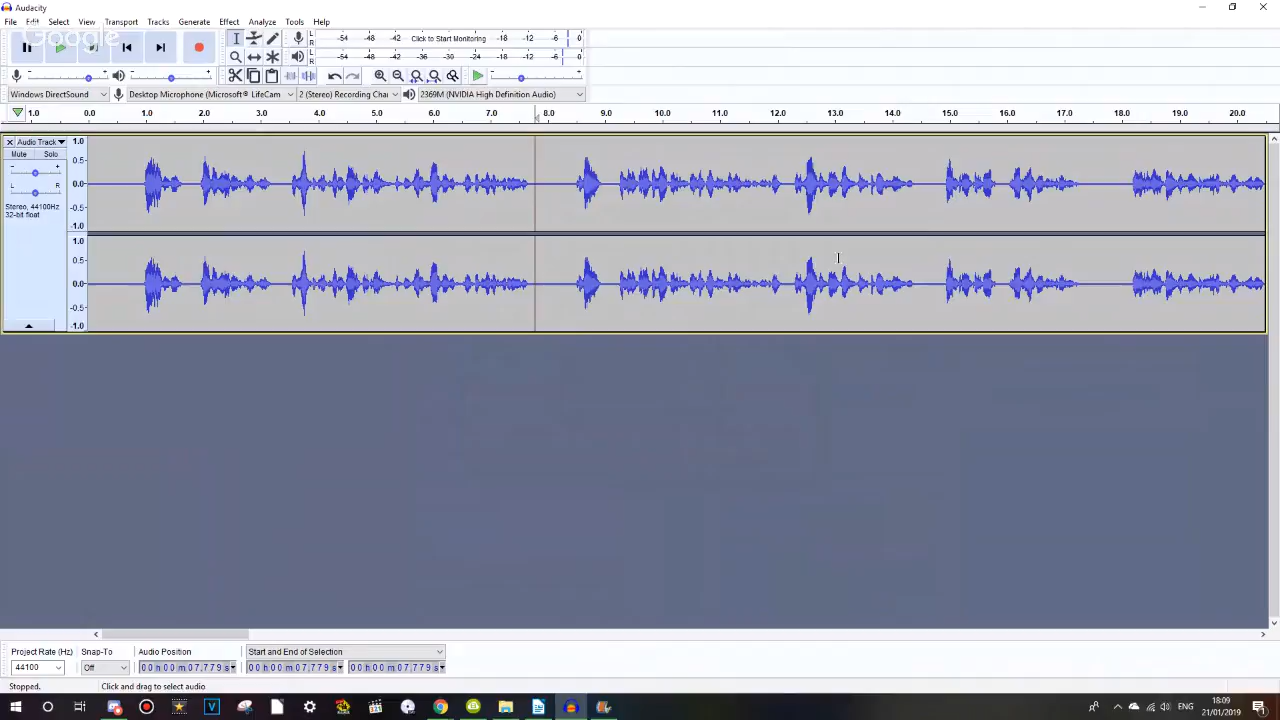 Audacity
File Edit Select View Transport Tracks Generate Effect Analyze Tools Help
Google
L R -54 -48 -42 Click to Start Monitoring -18 -12 -6 0
L R -54 -48 -42 -36 -30 -24 -18 -12 -6 0
Windows DirectSound Desktop Microphone (Microsoft® LifeCam 2 (Stereo) Recording Chan 2369M (NVIDIA High Definition Audio)
1.0 0.0 1.0 2.0 3.0 4.0 5.0 6.0 7.0 8.0 9.0 10.0 11.0 12.0 13.0 14.0 15.0 16.0 17.0 18.0 19.0 20.0
Audio Track 1.0
Mute Solo
- + 0.5
L R 0.0
Stereo, 44100Hz -0.5
32-bit float
-1.0
1.0
0.5
0.0
-0.5
-1.0
Project Rate (Hz) Snap-To Audio Position Start and End of Selection
44100 Off 00h00m07,779s 00h00m07,779s 00h00m07,779s
Stopped. Click and drag to select audio
ENG 18:09
21/01/2019